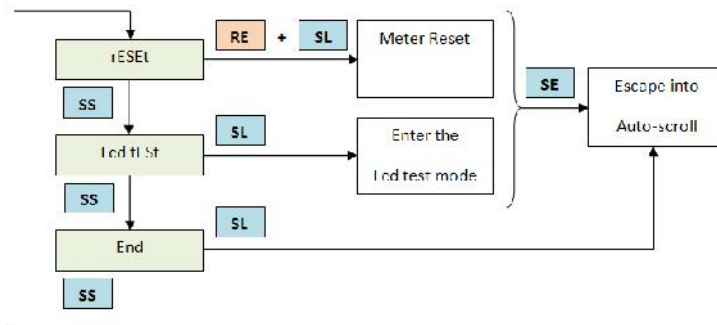 RE + SL
rESEt
Meter Reset
SS
SE
Escape into
Auto-scroll
SL
Lcd tESt
Enter the
Lcd test mode
SS
SL
End
SS